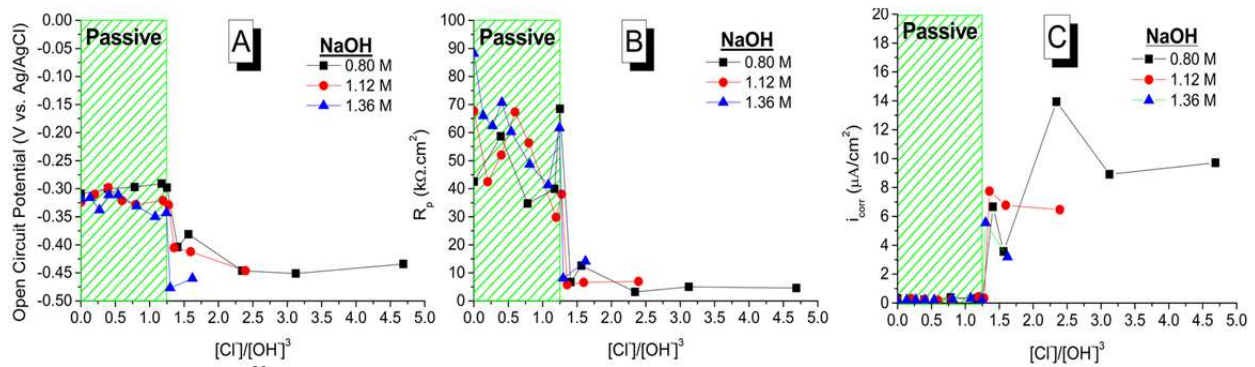 Passive
A
NaOH
0.80 M
1.12 M
1.36 M
0.00
-0.05
-0.10
-0.15
-0.20
-0.25
-0.30
-0.35
-0.40
-0.45
-0.50
Open Circuit Potential (V vs. Ag/AgCl)
0.0 0.5 1.0 1.5 2.0 2.5 3.0 3.5 4.0 4.5 5.0
[Cl⁻]/[OH⁻]³
Passive
B
NaOH
0.80 M
1.12 M
1.36 M
100
90
80
70
60
50
40
30
20
10
0
Rₚ (kΩ.cm²)
0.0 0.5 1.0 1.5 2.0 2.5 3.0 3.5 4.0 4.5 5.0
[Cl⁻]/[OH⁻]³
Passive
C
NaOH
0.80 M
1.12 M
1.36 M
20
18
16
14
12
10
8
6
4
2
0
i_corr (μA/cm²)
0.0 0.5 1.0 1.5 2.0 2.5 3.0 3.5 4.0 4.5 5.0
[Cl⁻]/[OH⁻]³